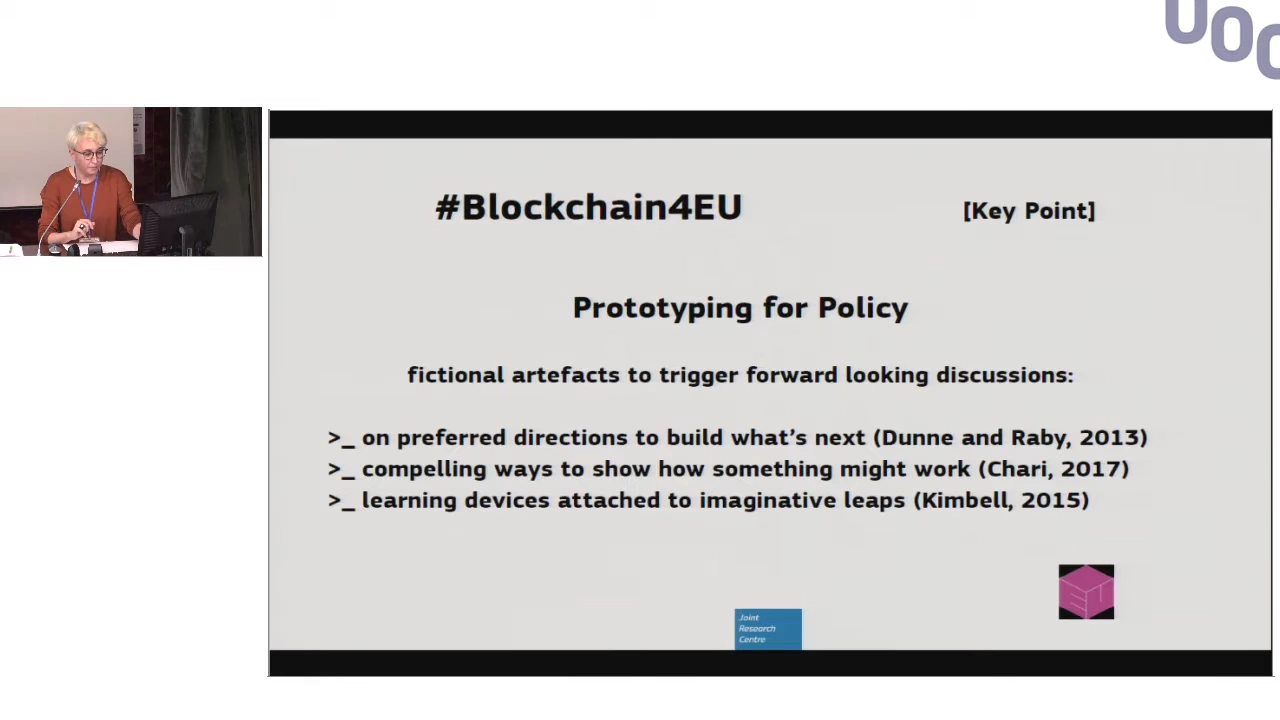 UOC
#Blockchain4EU
[Key Point]
Prototyping for Policy
fictional artefacts to trigger forward looking discussions:
>_ on preferred directions to build what's next (Dunne and Raby, 2013)
>_ compelling ways to show how something might work (Chari, 2017)
>_ learning devices attached to imaginative leaps (Kimbell, 2015)
EU
Joint
Research
Centre